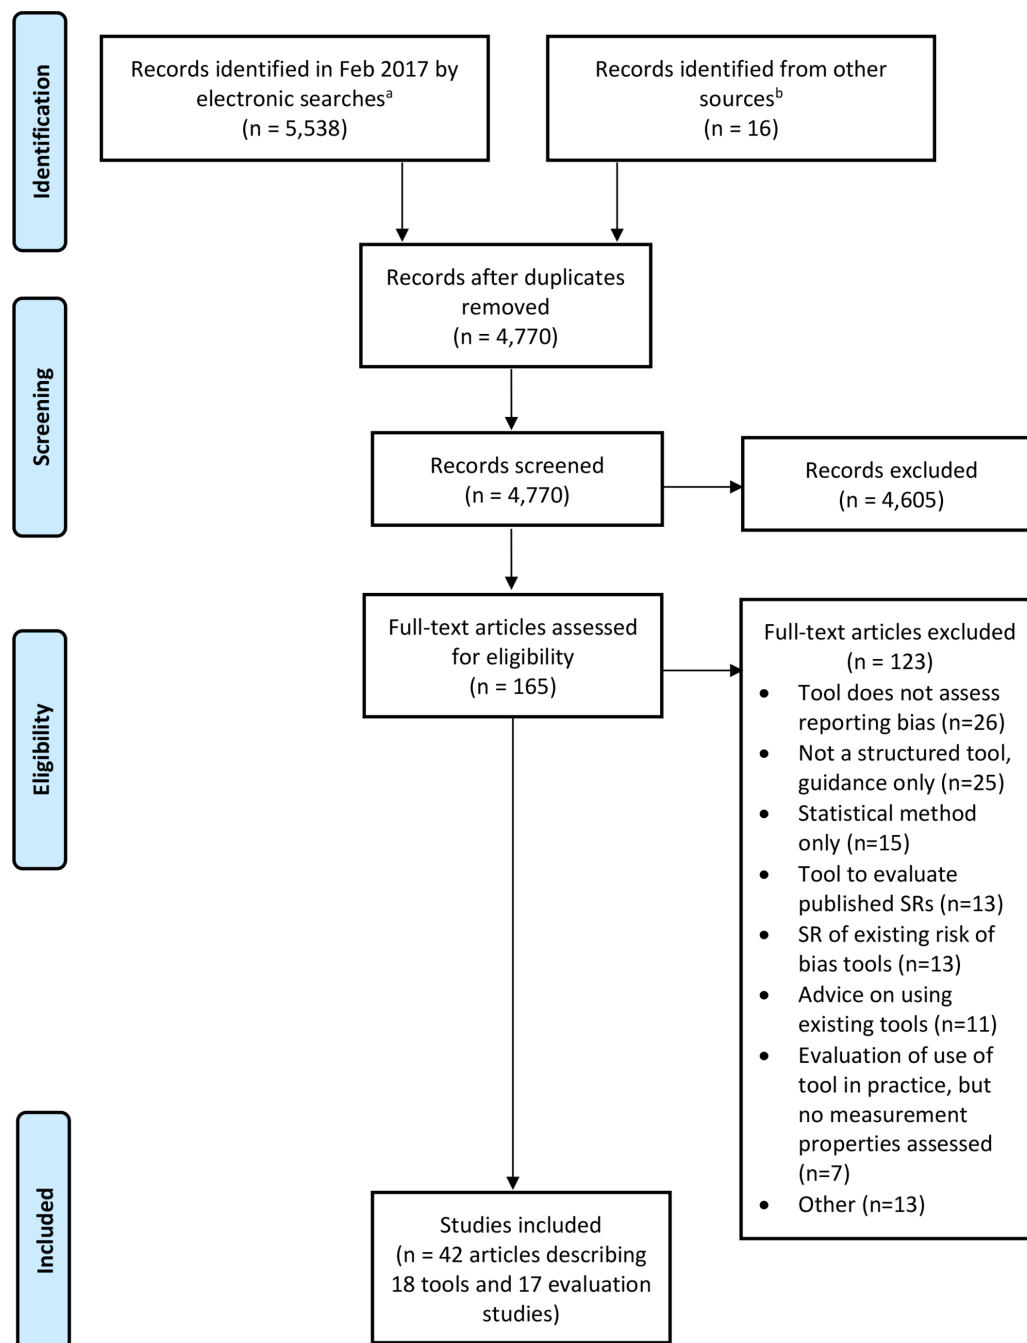 Identification
Records identified in Feb 2017 by
electronic searchesᵃ
(n = 5,538)
Records identified from other
sourcesᵇ
(n = 16)
Records after duplicates
removed
(n = 4,770)
Screening
Records screened
(n = 4,770)
Records excluded
(n = 4,605)
Eligibility
Full-text articles assessed
for eligibility
(n = 165)
Full-text articles excluded
(n = 123)
• Tool does not assess
reporting bias (n=26)
• Not a structured tool,
guidance only (n=25)
• Statistical method
only (n=15)
• Tool to evaluate
published SRs (n=13)
• SR of existing risk of
bias tools (n=13)
• Advice on using
existing tools (n=11)
• Evaluation of use of
tool in practice, but
no measurement
properties assessed
(n=7)
• Other (n=13)
Included
Studies included
(n = 42 articles describing
18 tools and 17 evaluation
studies)